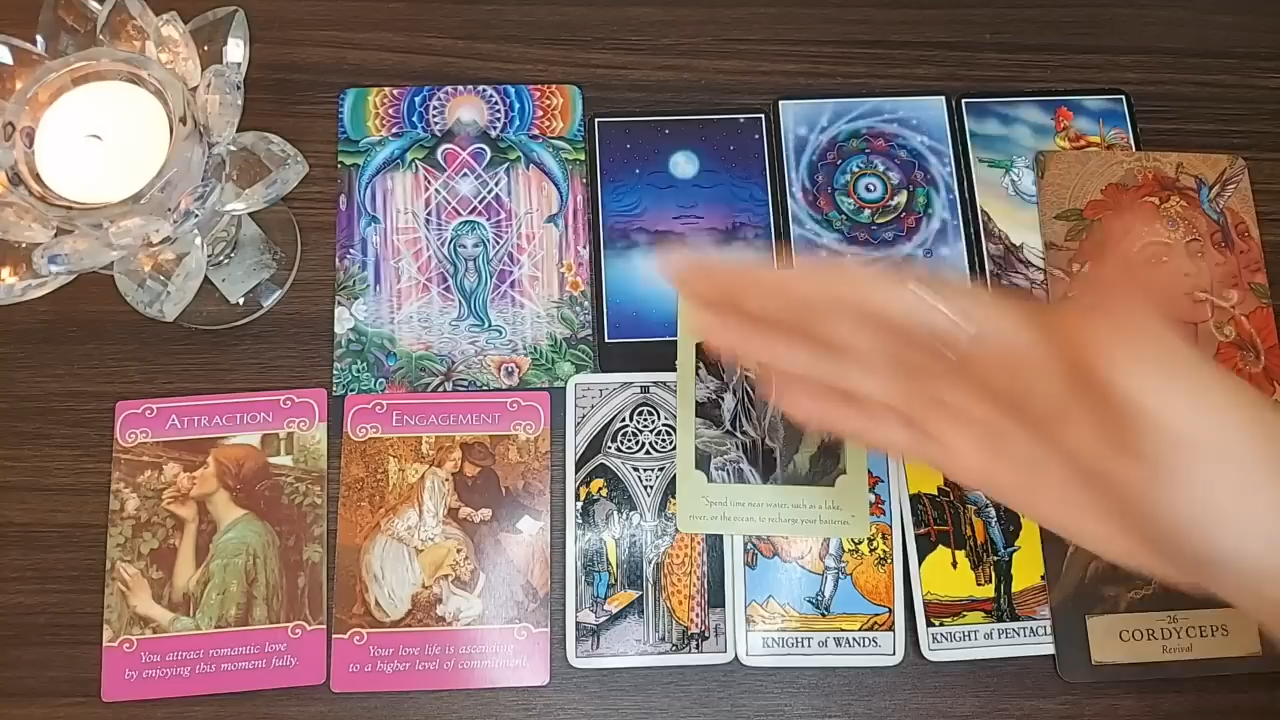 ATTRACTION
You attract romantic love
by enjoying this moment fully.
ENGAGEMENT
Your love life is ascending
to a higher level of commitment.
III
"Spend time near water, such as a lake,
river, or the ocean, to recharge your batteries."
KNIGHT of WANDS.
KNIGHT of PENTACL
—26—
CORDYCEPS
Revival